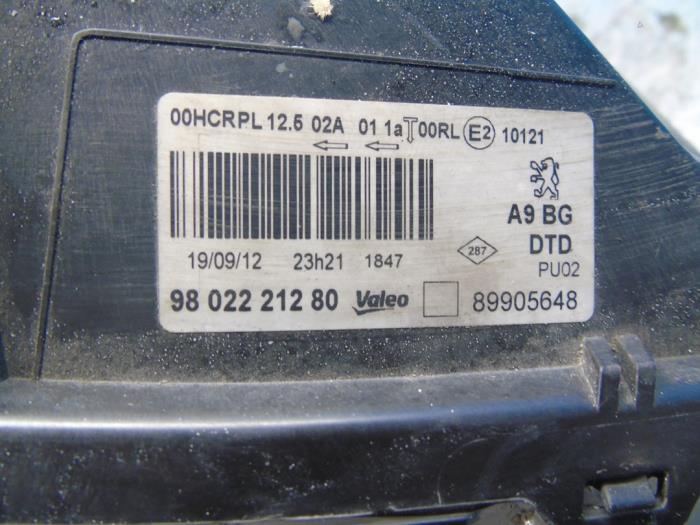 00HCRPL 12.5 02A 01 1a 00RL E2 10121
19/09/12 23h21 1847
287
A9 BG
DTD
PU02
98 022 212 80 Valeo 89905648